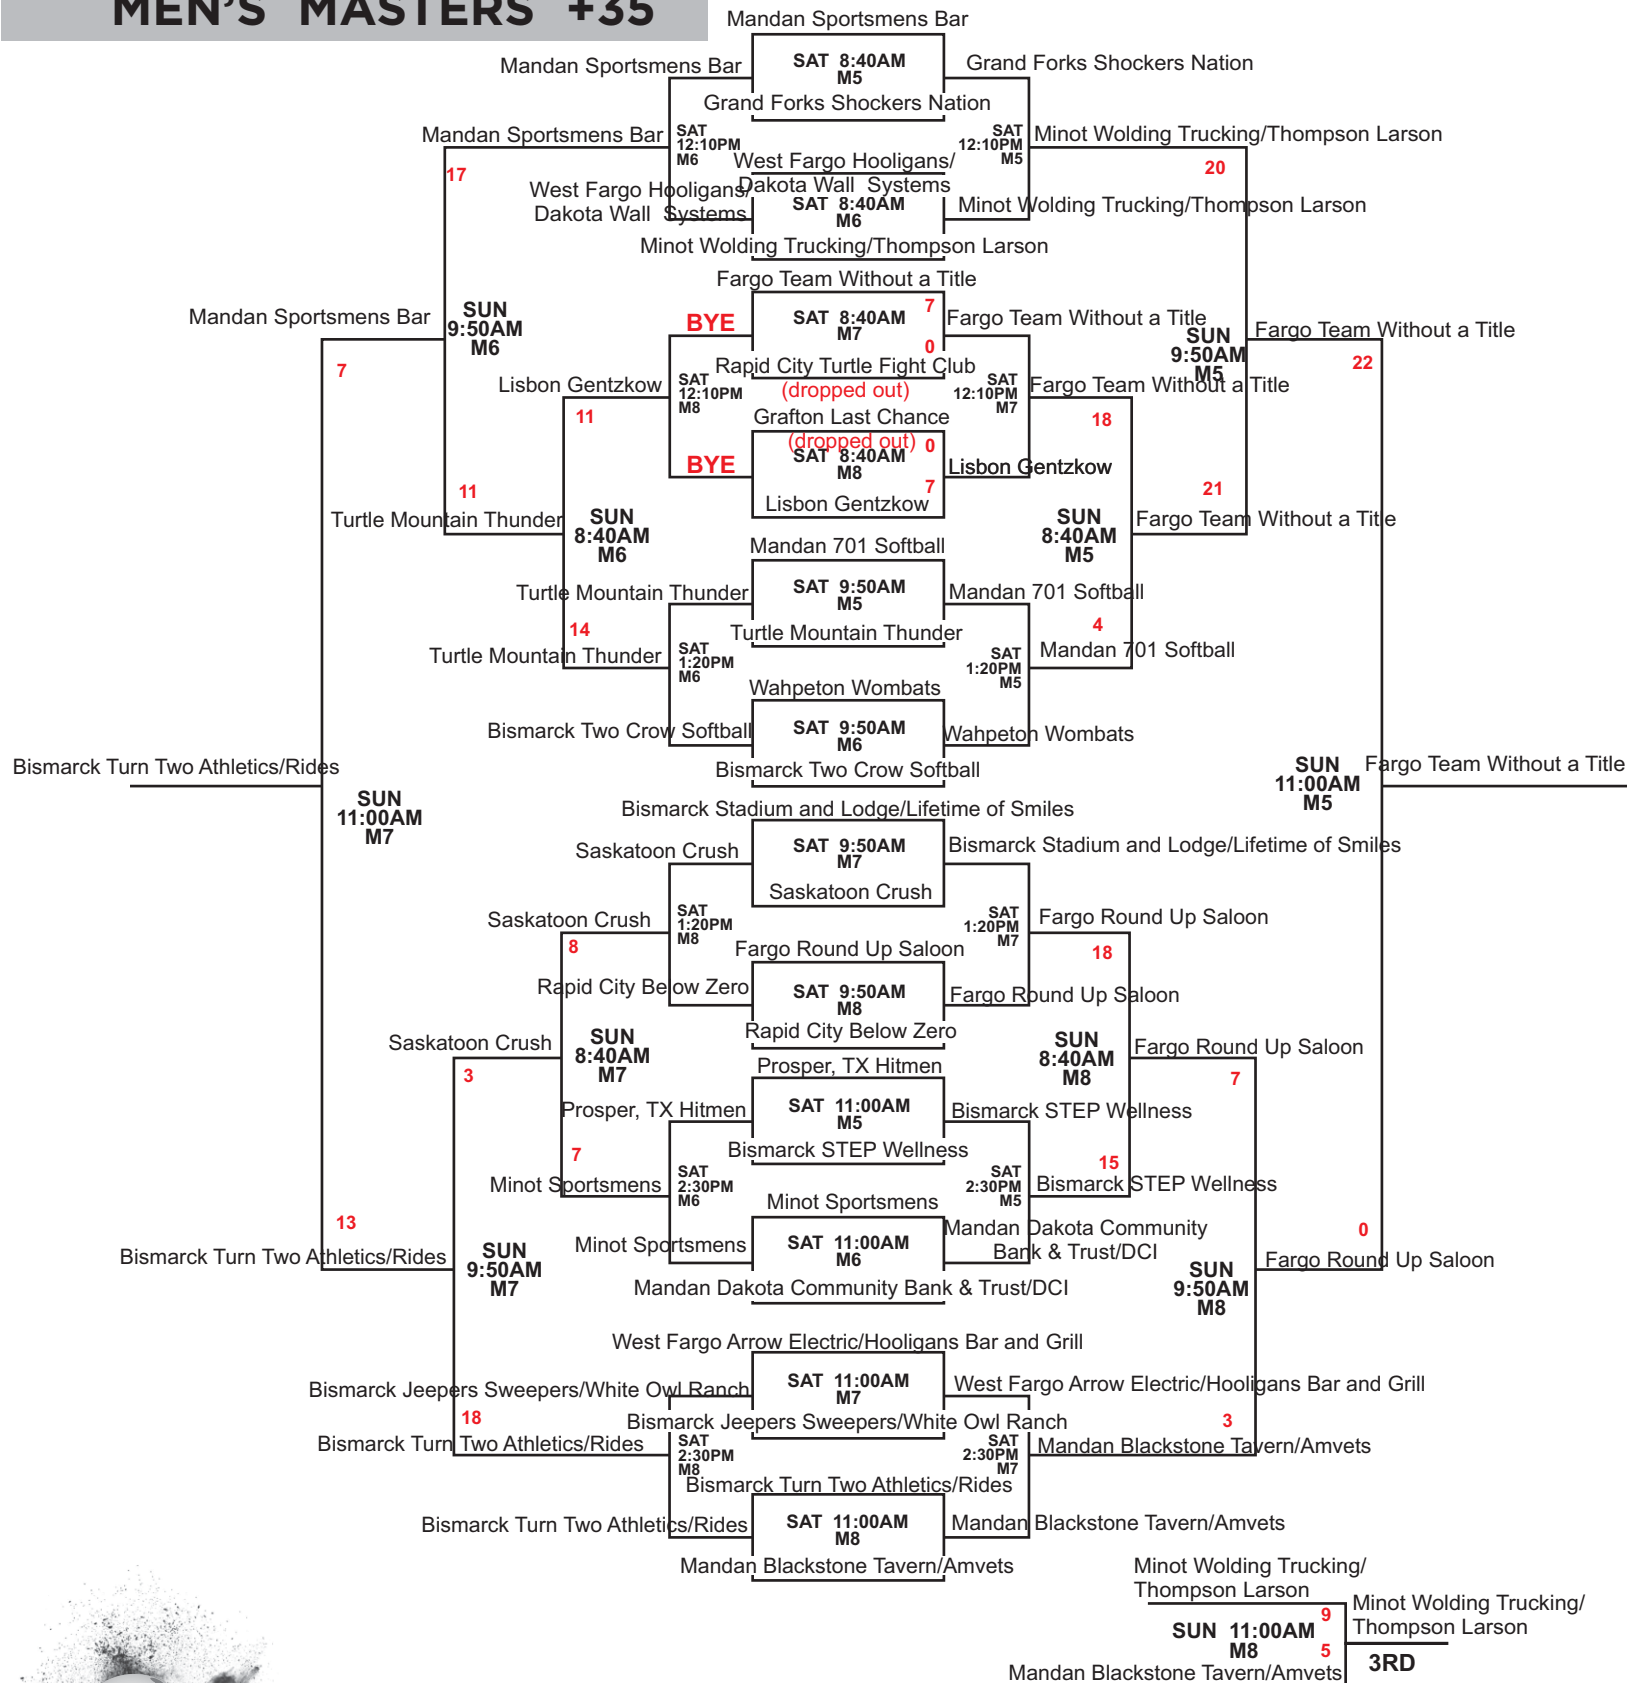 MEN'S MASTERS +35
Mandan Sportsmens Bar
SAT 8:40AM
M5
Grand Forks Shockers Nation
Mandan Sportsmens Bar
Grand Forks Shockers Nation
Mandan Sportsmens Bar
SAT
12:10PM
M6
SAT
12:10PM
M5
Minot Wolding Trucking/Thompson Larson
17
20
West Fargo Hooligans/
Dakota Wall Systems
SAT 8:40AM
M6
Minot Wolding Trucking/Thompson Larson
West Fargo Hooligans/
Dakota Wall Systems
Minot Wolding Trucking/Thompson Larson
Fargo Team Without a Title
7
SAT 8:40AM
M7
0
Rapid City Turtle Fight Club
(dropped out)
BYE
Fargo Team Without a Title
Mandan Sportsmens Bar
7
SUN
9:50AM
M6
SUN
9:50AM
M5
Fargo Team Without a Title
22
Lisbon Gentzkow
11
SAT
12:10PM
M8
SAT
12:10PM
M7
Fargo Team Without a Title
18
Grafton Last Chance
(dropped out)
0
SAT 8:40AM
M8
7
Lisbon Gentzkow
BYE
Lisbon Gentzkow
11
Turtle Mountain Thunder
SUN
8:40AM
M6
SUN
8:40AM
M5
21
Fargo Team Without a Title
Mandan 701 Softball
SAT 9:50AM
M5
Turtle Mountain Thunder
Turtle Mountain Thunder
Mandan 701 Softball
14
Turtle Mountain Thunder
SAT
1:20PM
M6
SAT
1:20PM
M5
4
Mandan 701 Softball
Wahpeton Wombats
SAT 9:50AM
M6
Bismarck Two Crow Softball
Bismarck Two Crow Softball
Wahpeton Wombats
Bismarck Turn Two Athletics/Rides
SUN
11:00AM
M7
SUN
11:00AM
M5
Fargo Team Without a Title
Bismarck Stadium and Lodge/Lifetime of Smiles
SAT 9:50AM
M7
Saskatoon Crush
Saskatoon Crush
Bismarck Stadium and Lodge/Lifetime of Smiles
Saskatoon Crush
8
SAT
1:20PM
M8
SAT
1:20PM
M7
Fargo Round Up Saloon
18
Fargo Round Up Saloon
SAT 9:50AM
M8
Rapid City Below Zero
Rapid City Below Zero
Fargo Round Up Saloon
Saskatoon Crush
3
SUN
8:40AM
M7
SUN
8:40AM
M8
Fargo Round Up Saloon
7
Prosper, TX Hitmen
SAT 11:00AM
M5
Bismarck STEP Wellness
Prosper, TX Hitmen
Bismarck STEP Wellness
7
Minot Sportsmens
SAT
2:30PM
M6
SAT
2:30PM
M5
15
Bismarck STEP Wellness
Minot Sportsmens
SAT 11:00AM
M6
Mandan Dakota Community Bank & Trust/DCI
Minot Sportsmens
Mandan Dakota Community
Bank & Trust/DCI
13
Bismarck Turn Two Athletics/Rides
SUN
9:50AM
M7
SUN
9:50AM
M8
0
Fargo Round Up Saloon
West Fargo Arrow Electric/Hooligans Bar and Grill
SAT 11:00AM
M7
Bismarck Jeepers Sweepers/White Owl Ranch
Bismarck Jeepers Sweepers/White Owl Ranch
West Fargo Arrow Electric/Hooligans Bar and Grill
18
Bismarck Turn Two Athletics/Rides
SAT
2:30PM
M8
SAT
2:30PM
M7
3
Mandan Blackstone Tavern/Amvets
Bismarck Turn Two Athletics/Rides
SAT 11:00AM
M8
Mandan Blackstone Tavern/Amvets
Bismarck Turn Two Athletics/Rides
Mandan Blackstone Tavern/Amvets
Minot Wolding Trucking/
Thompson Larson
9
SUN 11:00AM
M8
5
Mandan Blackstone Tavern/Amvets
Minot Wolding Trucking/
Thompson Larson
3RD